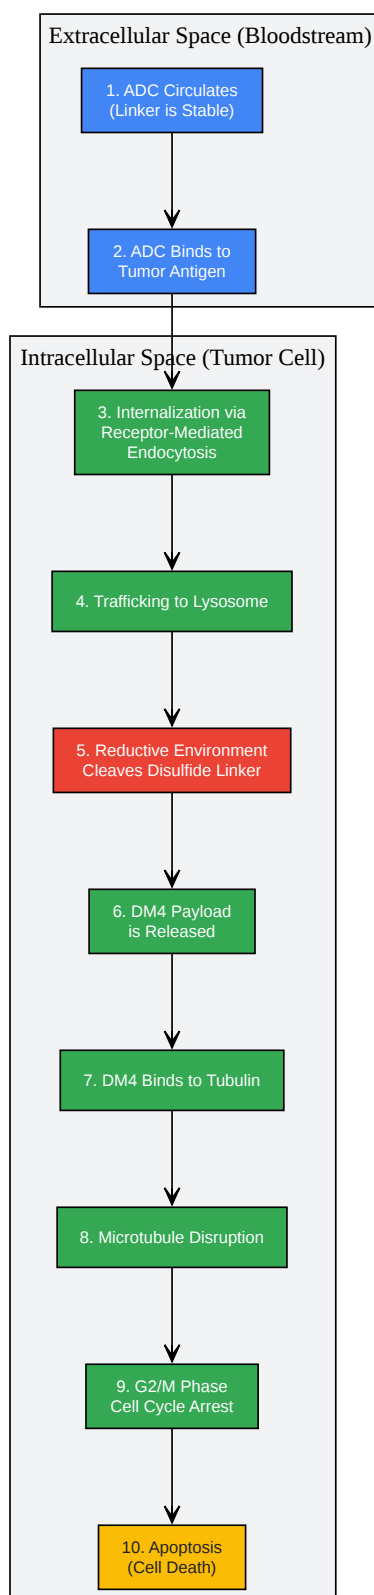 Extracellular Space (Bloodstream)
1. ADC Circulates
(Linker is Stable)
2. ADC Binds to
Tumor Antigen
Intracellular Space (Tumor Cell)
3. Internalization via
Receptor-Mediated
Endocytosis
4. Trafficking to Lysosome
5. Reductive Environment
Cleaves Disulfide Linker
6. DM4 Payload
is Released
7. DM4 Binds to Tubulin
8. Microtubule Disruption
9. G2/M Phase
Cell Cycle Arrest
10. Apoptosis
(Cell Death)